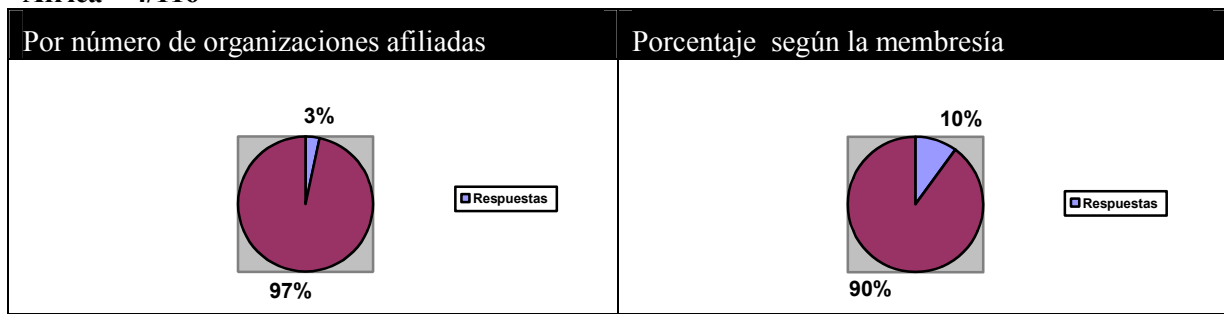 Por número de organizaciones afiliadas
Porcentaje según la membresía
3%
Respuestas
97%
10%
Respuestas
90%